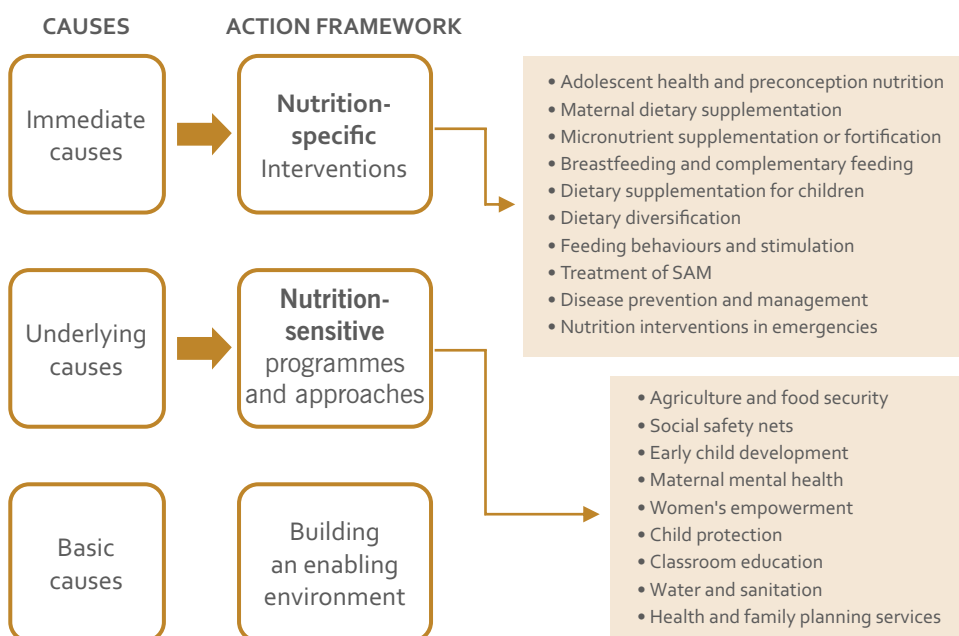 CAUSES
ACTION FRAMEWORK
Immediate
causes
Nutrition-
specific
Interventions
• Adolescent health and preconception nutrition
• Maternal dietary supplementation
• Micronutrient supplementation or fortification
• Breastfeeding and complementary feeding
• Dietary supplementation for children
• Dietary diversification
• Feeding behaviours and stimulation
• Treatment of SAM
• Disease prevention and management
• Nutrition interventions in emergencies
Underlying
causes
Nutrition-
sensitive
programmes
and approaches
• Agriculture and food security
• Social safety nets
• Early child development
• Maternal mental health
• Women's empowerment
• Child protection
• Classroom education
• Water and sanitation
• Health and family planning services
Basic
causes
Building
an enabling
environment